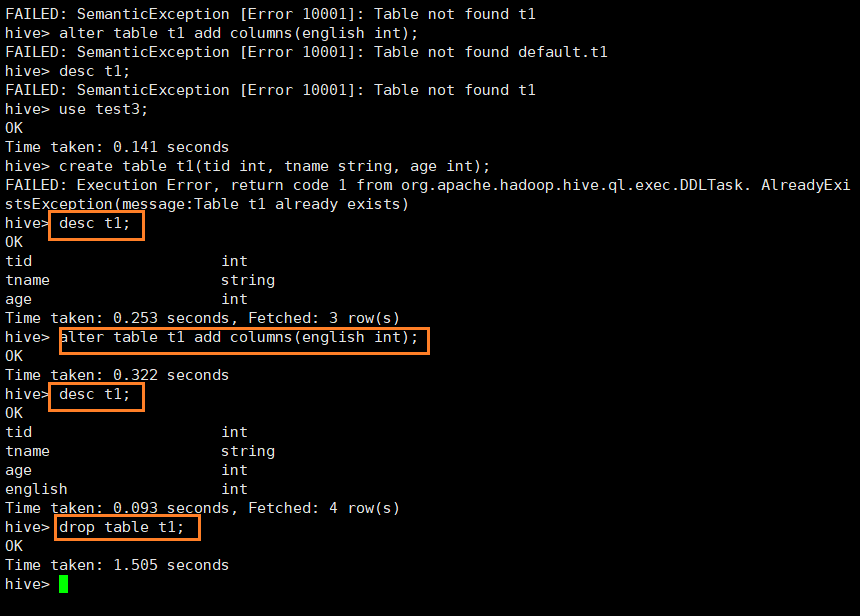 FAILED: SemanticException [Error 10001]: Table not found t1
hive> alter table t1 add columns(english int);
FAILED: SemanticException [Error 10001]: Table not found default.t1
hive> desc t1;
FAILED: SemanticException [Error 10001]: Table not found t1
hive> use test3;
OK
Time taken: 0.141 seconds
hive> create table t1(tid int, tname string, age int);
FAILED: Execution Error, return code 1 from org.apache.hadoop.hive.ql.exec.DDLTask. AlreadyExi
stsException(message:Table t1 already exists)
hive> desc t1;
OK
tid                     int
tname                   string
age                     int
Time taken: 0.253 seconds, Fetched: 3 row(s)
hive> alter table t1 add columns(english int);
OK
Time taken: 0.322 seconds
hive> desc t1;
OK
tid                     int
tname                   string
age                     int
english                 int
Time taken: 0.093 seconds, Fetched: 4 row(s)
hive> drop table t1;
OK
Time taken: 1.505 seconds
hive>